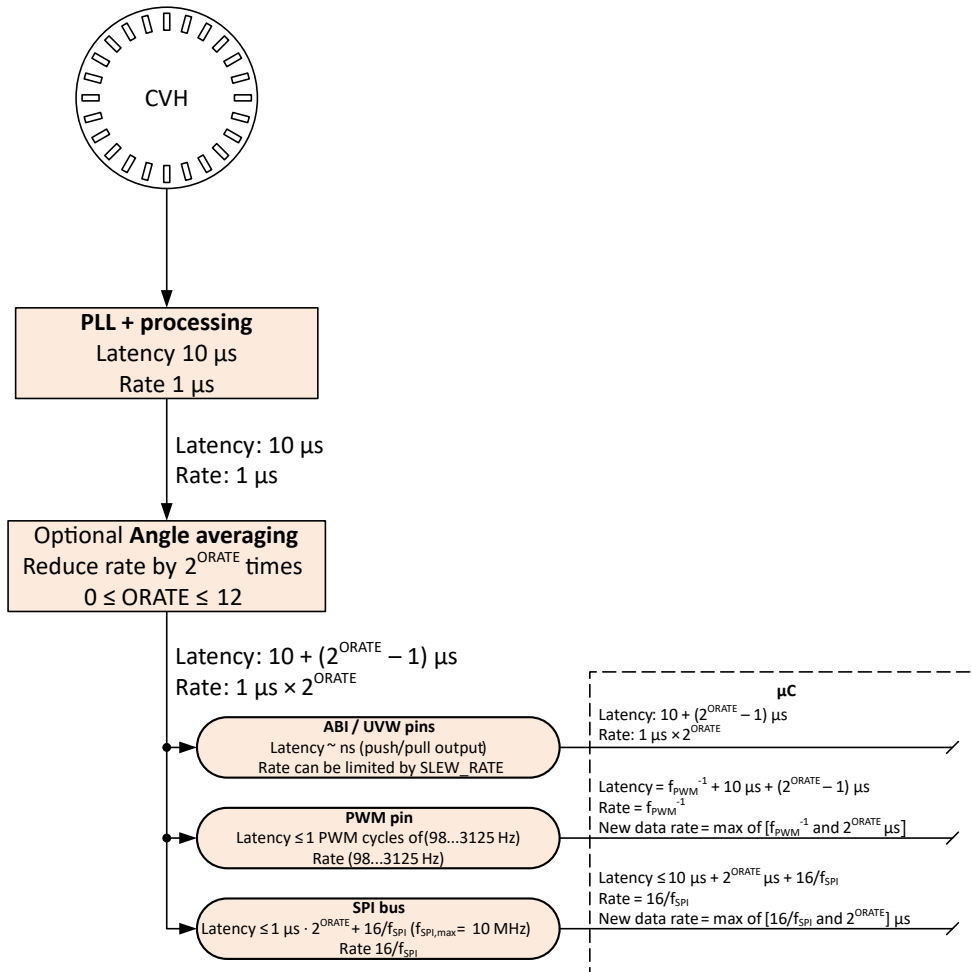 CVH
PLL + processing
Latency 10 μs
Rate 1 μs
Latency: 10 μs
Rate: 1 μs
Optional Angle averaging
Reduce rate by 2^ORATE times
0 ≤ ORATE ≤ 12
Latency: 10 + (2^ORATE – 1) μs
Rate: 1 μs × 2^ORATE
ABI / UVW pins
Latency ~ ns (push/pull output)
Rate can be limited by SLEW_RATE
PWM pin
Latency ≤ 1 PWM cycles of(98...3125 Hz)
Rate (98...3125 Hz)
SPI bus
Latency ≤ 1 μs · 2^ORATE + 16/f_SPI (f_SPI,max = 10 MHz)
Rate 16/f_SPI
μC
Latency: 10 + (2^ORATE – 1) μs
Rate: 1 μs × 2^ORATE
Latency = f_PWM^-1 + 10 μs + (2^ORATE – 1) μs
Rate = f_PWM^-1
New data rate = max of [f_PWM^-1 and 2^ORATE μs]
Latency ≤ 10 μs + 2^ORATE μs + 16/f_SPI
Rate = 16/f_SPI
New data rate = max of [16/f_SPI and 2^ORATE] μs